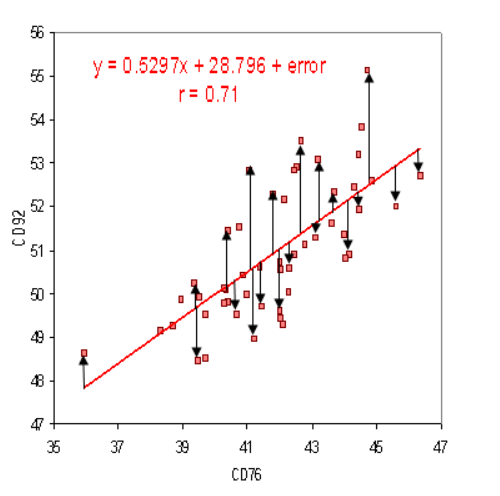 56
y = 0.5297x + 28.796 + error
r = 0.71
55
54
53
52
CD92
51
50
49
48
47
35 37 39 41 43 45 47
CD76